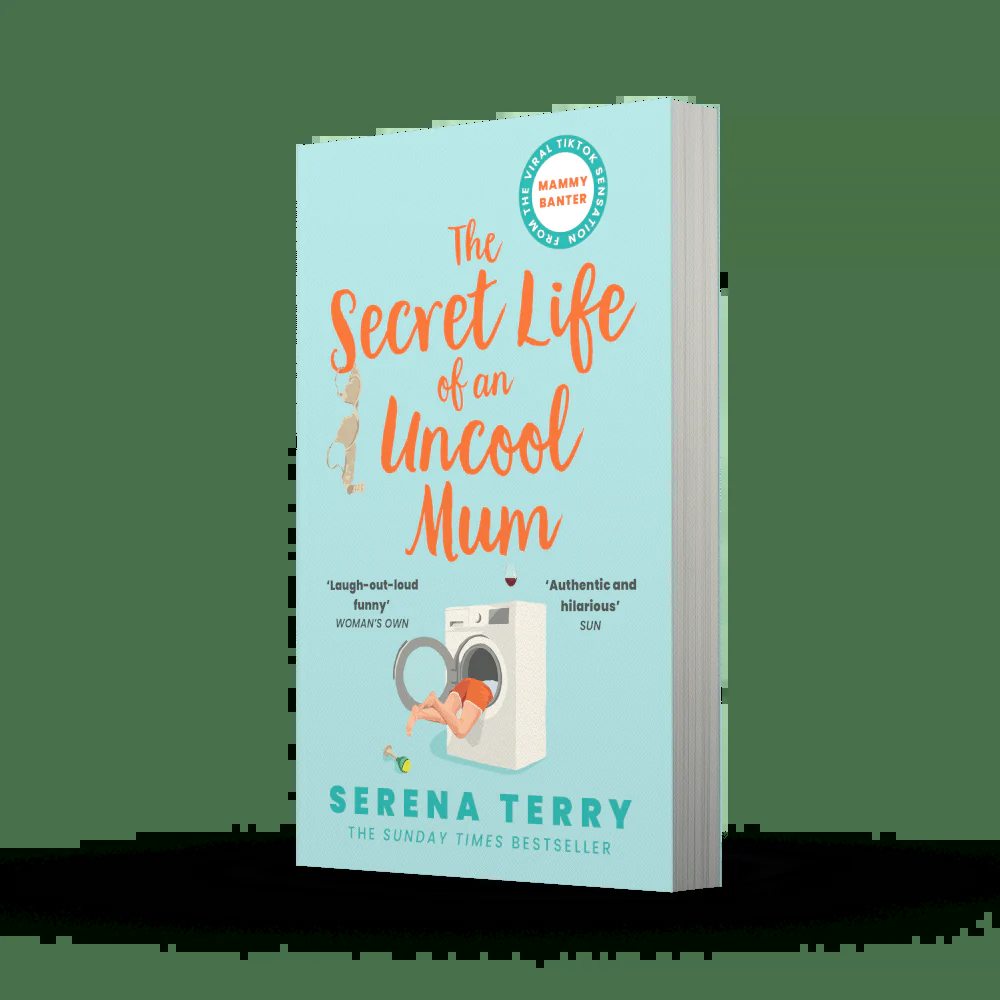 FROM THE VIRAL TIKTOK SENSATION
MAMMY
BANTER
The
Secret Life
of an
Uncool
Mum
‘Laugh-out-loud
funny’
WOMAN'S OWN
‘Authentic and
hilarious’
SUN
SERENA TERRY
THE SUNDAY TIMES BESTSELLER